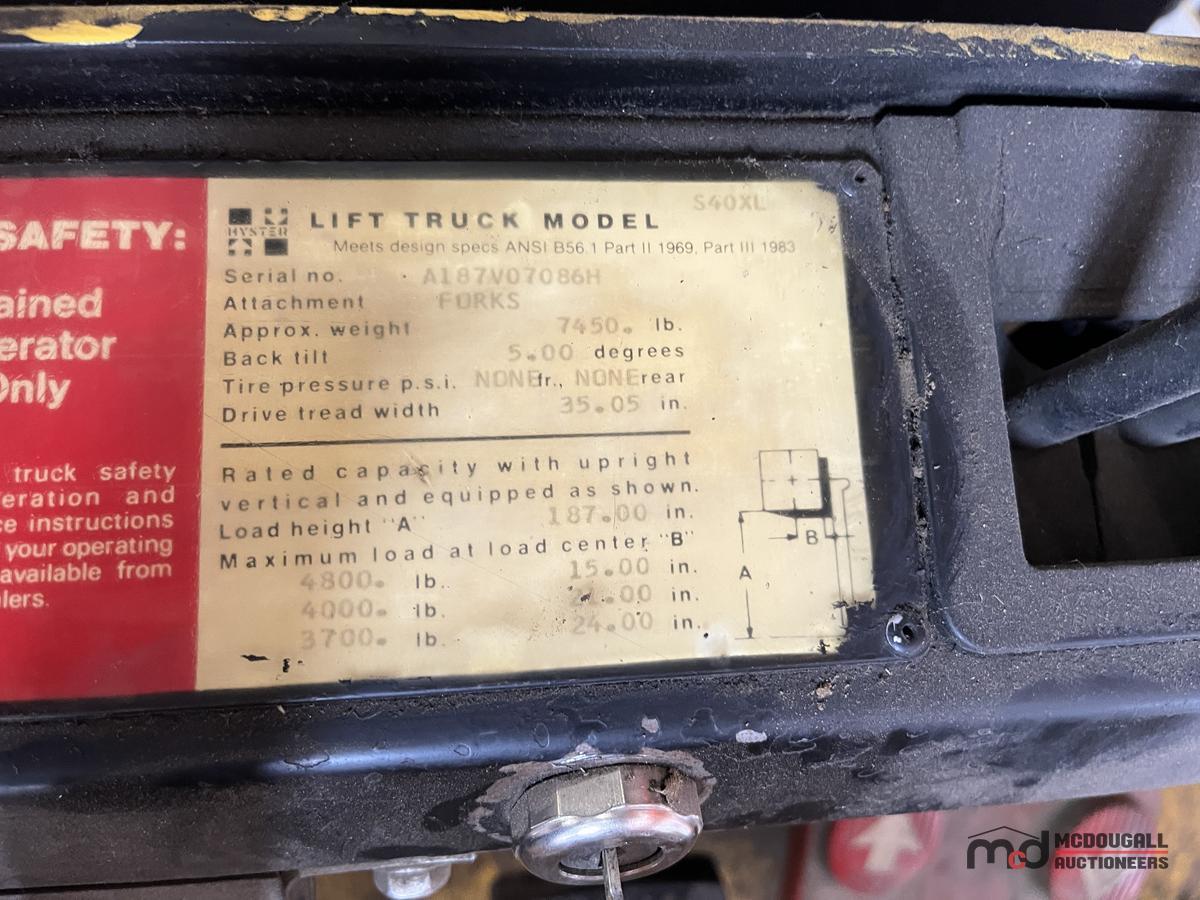 SAFETY:
ained
erator
Only
truck safety
eration and
ce instructions
your operating
available from
lers.
HYSTER
LIFT TRUCK MODEL S40XL
Meets design specs ANSI B56.1 Part II 1969, Part III 1983
Serial no. A187V07086H
Attachment FORKS
Approx. weight 7450. lb.
Back tilt 5.00 degrees
Tire pressure p.s.i. NONE fr., NONE rear
Drive tread width 35.05 in.
Rated capacity with upright
vertical and equipped as shown.
Load height "A" 187.00 in.
Maximum load at load center "B"
4800. lb. 15.00 in.
4000. lb. .00 in.
3700. lb. 24.00 in.
B
A
mcd MCDOUGALL
AUCTIONEERS